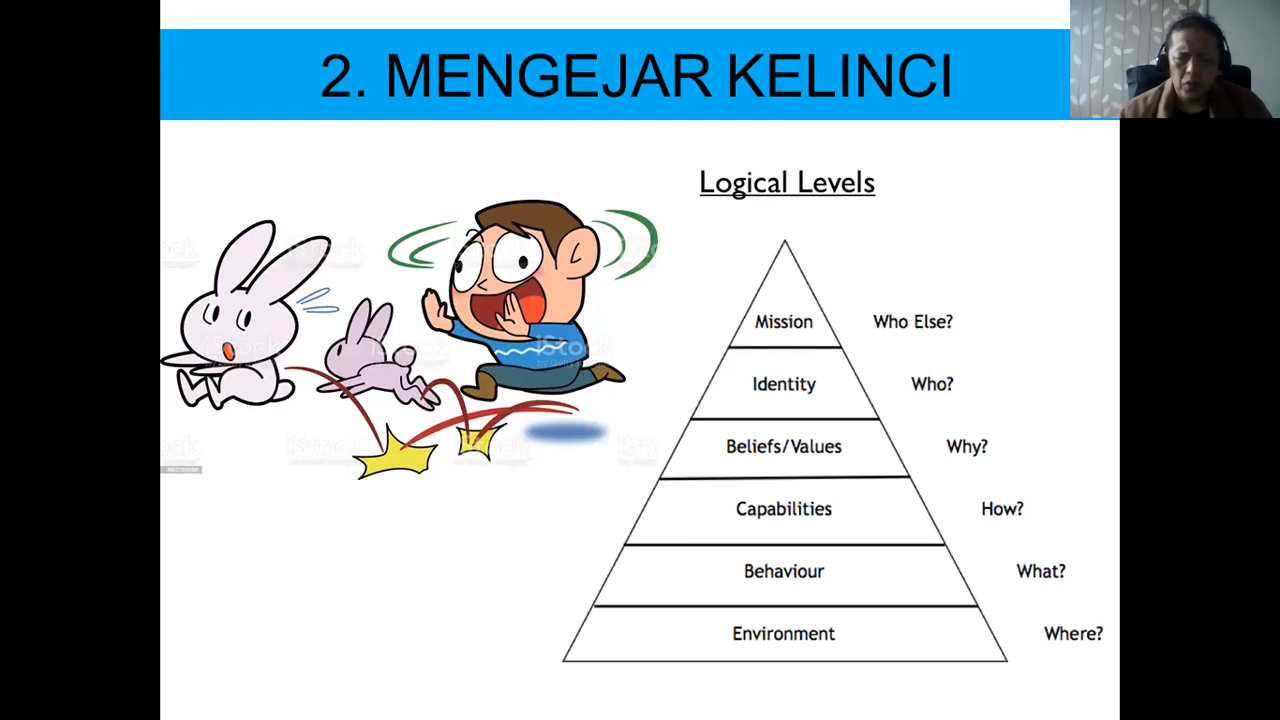 2. MENGEJAR KELINCI
Logical Levels
Mission Who Else?
Identity Who?
Beliefs/Values Why?
Capabilities How?
Behaviour What?
Environment Where?
iStock